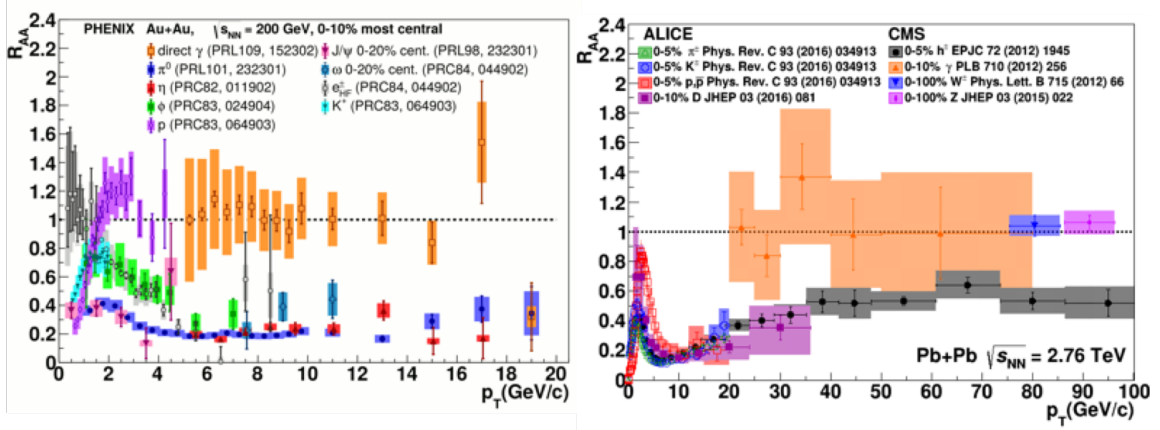 PHENIX Au+Au, √sNN = 200 GeV, 0-10% most central
direct γ (PRL109, 152302)
π0 (PRL101, 232301)
η (PRC82, 011902)
ϕ (PRC83, 024904)
p (PRC83, 064903)
J/ψ 0-20% cent. (PRL98, 232301)
ω 0-20% cent. (PRC84, 044902)
e±HF (PRC84, 044902)
K+ (PRC83, 064903)
RAA
2.4
2.2
2
1.8
1.6
1.4
1.2
1
0.8
0.6
0.4
0.2
0
0 2 4 6 8 10 12 14 16 18 20
pT(GeV/c)
ALICE
0-5% π± Phys. Rev. C 93 (2016) 034913
0-5% K± Phys. Rev. C 93 (2016) 034913
0-5% p,p̄ Phys. Rev. C 93 (2016) 034913
0-10% D JHEP 03 (2016) 081
CMS
0-5% h± EPJC 72 (2012) 1945
0-10% γ PLB 710 (2012) 256
0-100% W± Phys. Lett. B 715 (2012) 66
0-100% Z JHEP 03 (2015) 022
RAA
2.4
2.2
2
1.8
1.6
1.4
1.2
1
0.8
0.6
0.4
0.2
0
Pb+Pb √sNN = 2.76 TeV
0 10 20 30 40 50 60 70 80 90 100
pT(GeV/c)